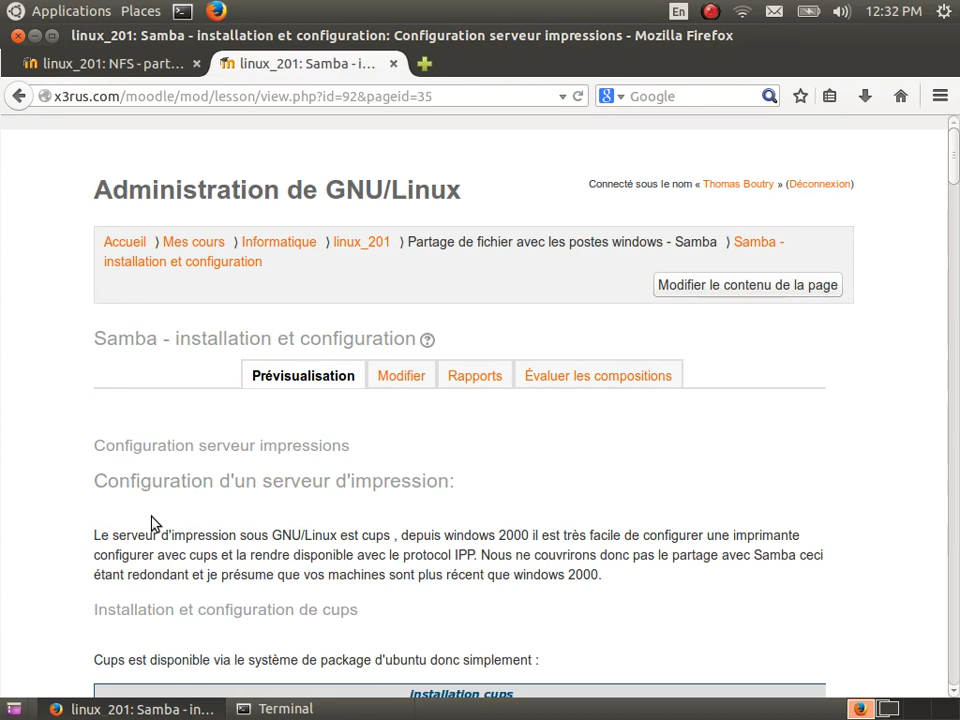 Applications Places En 12:32 PM
linux_201: Samba - installation et configuration: Configuration serveur impressions - Mozilla Firefox
linux_201: NFS - part... × linux_201: Samba - i... ×
x3rus.com/moodle/mod/lesson/view.php?id=92&pageid=35 Google
Administration de GNU/Linux
Connecté sous le nom « Thomas Boutry » (Déconnexion)
Accueil ⟩ Mes cours ⟩ Informatique ⟩ linux_201 ⟩ Partage de fichier avec les postes windows - Samba ⟩ Samba -
installation et configuration
Modifier le contenu de la page
Samba - installation et configuration
Prévisualisation Modifier Rapports Évaluer les compositions
Configuration serveur impressions
Configuration d'un serveur d'impression:
Le serveur d'impression sous GNU/Linux est cups , depuis windows 2000 il est très facile de configurer une imprimante
configurer avec cups et la rendre disponible avec le protocol IPP. Nous ne couvrirons donc pas le partage avec Samba ceci
étant redondant et je présume que vos machines sont plus récent que windows 2000.
Installation et configuration de cups
Cups est disponible via le système de package d'ubuntu donc simplement :
installation cups
linux_201: Samba - in... Terminal